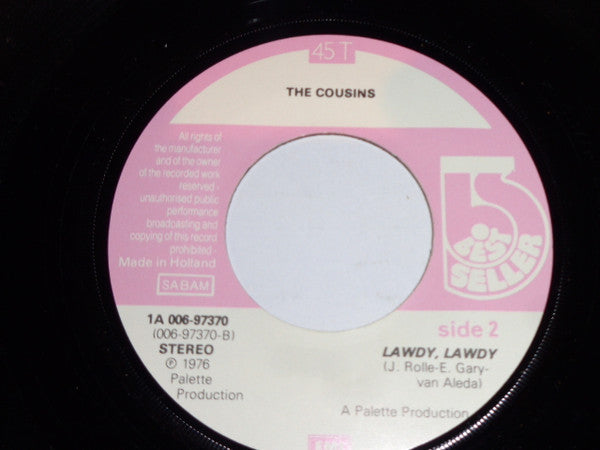 45 T
THE COUSINS
All rights of
the manufacturer
and of the owner
of the recorded work
reserved -
unauthorised public
performance
broadcasting and
copying of this record
prohibited -
Made in Holland
SABAM
BEST
SELLER
1A 006-97370
(006-97370-B)
STEREO
℗ 1976
Palette
Production
side 2
LAWDY, LAWDY
(J. Rolle-E. Gary-
van Aleda)
A Palette Production